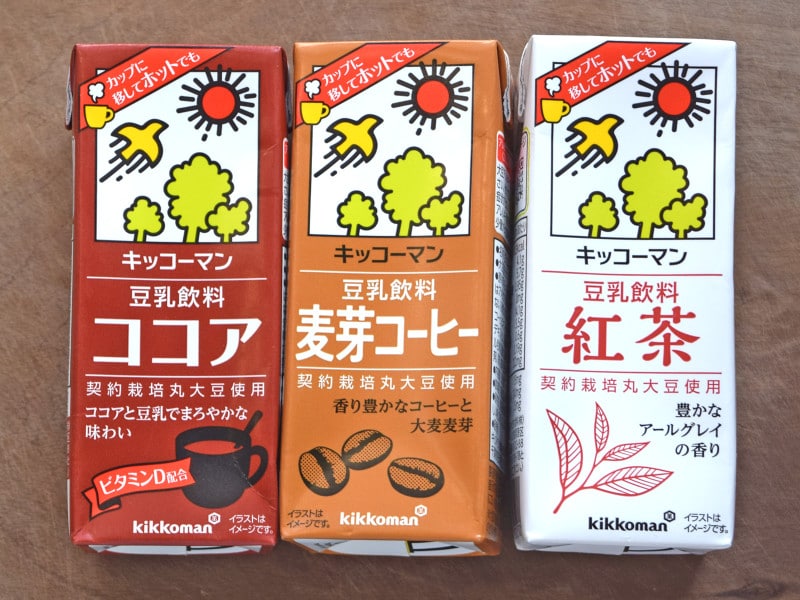 カップに
移してホットでも
キッコーマン
豆乳飲料
ココア
契約栽培丸大豆使用
ココアと豆乳でまろやかな
味わい
ビタミンD配合
kikkoman
イラストは
イメージです。
カップに
移してホットでも
キッコーマン
豆乳飲料
麦芽コーヒー
契約栽培丸大豆使用
香り豊かなコーヒーと
大麦麦芽
kikkoman
イラストは
イメージです。
カップに
移してホットでも
キッコーマン
豆乳飲料
紅茶
契約栽培丸大豆使用
豊かな
アールグレイ
の香り
kikkoman
イラストは
イメージです。